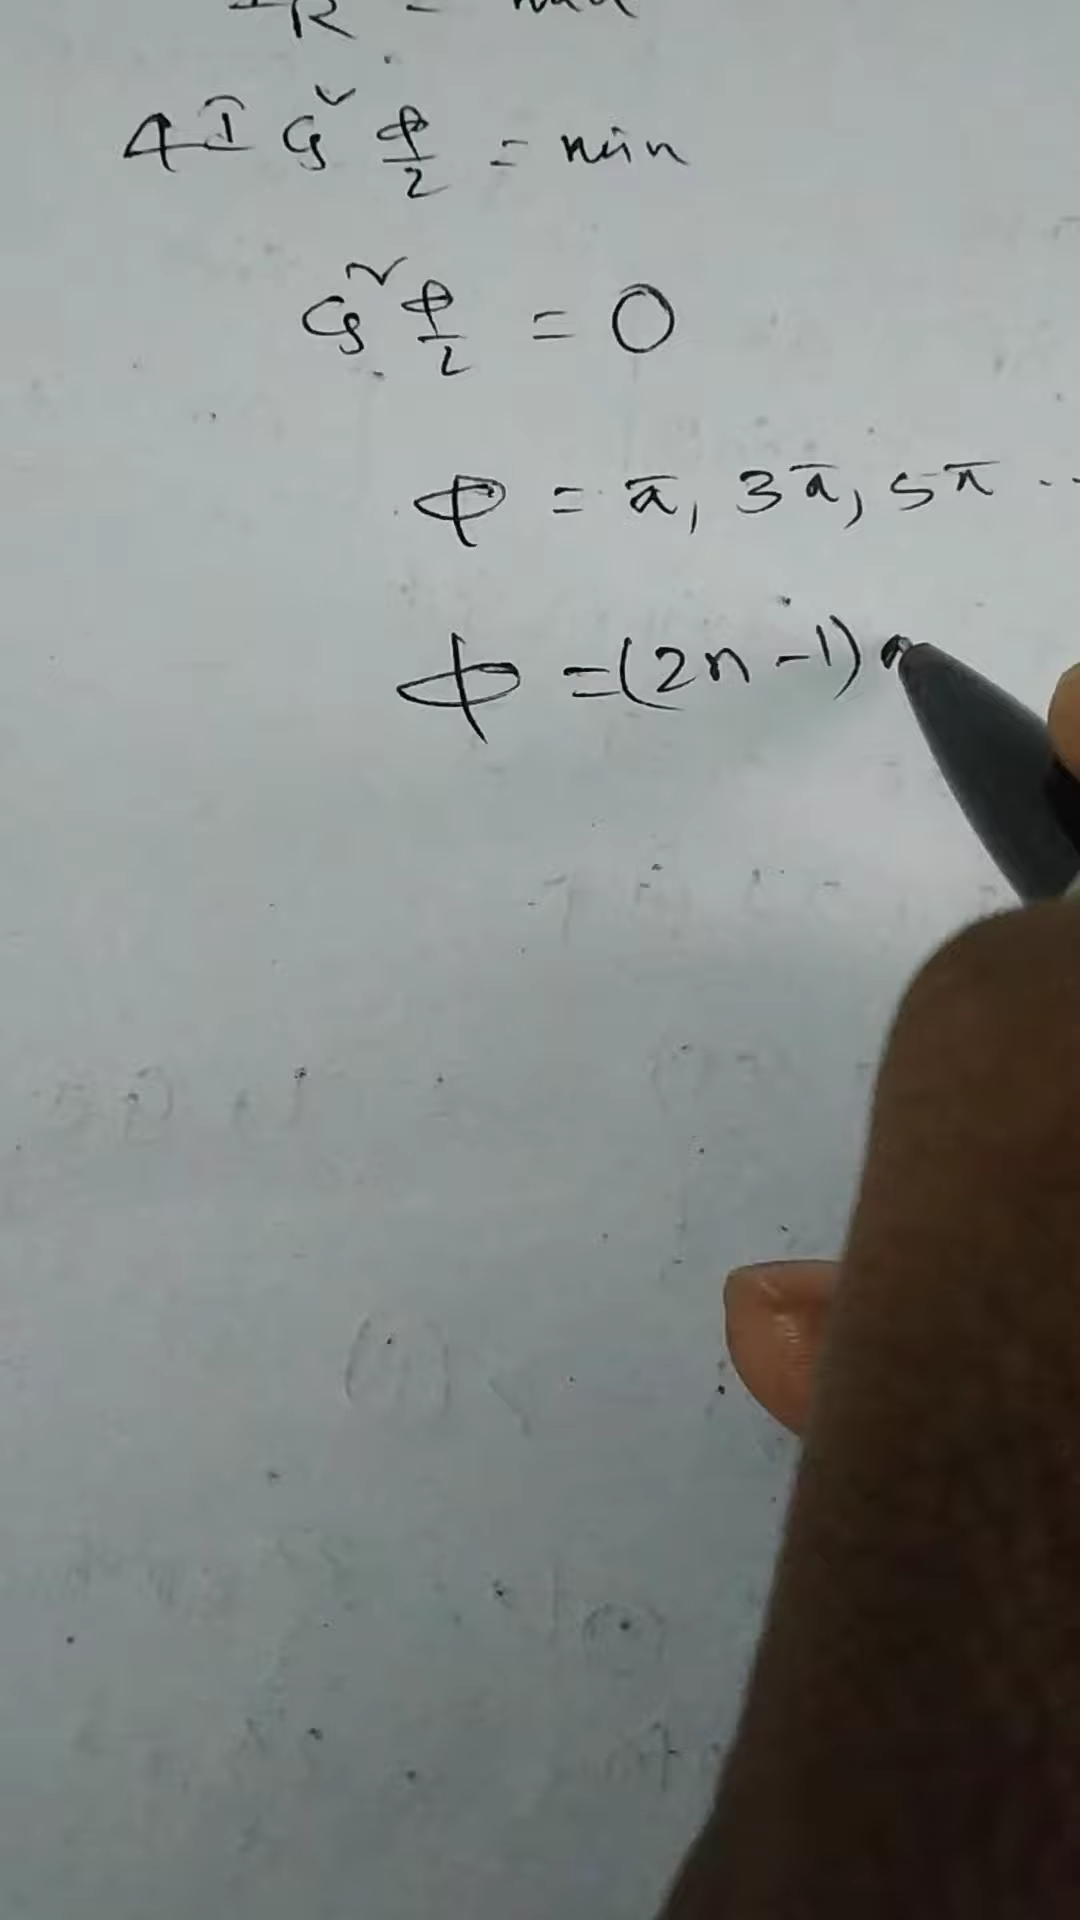 4I cos² φ/2 = min
cos² φ/2 = 0
φ = π, 3π, 5π ..
φ = (2n - 1)